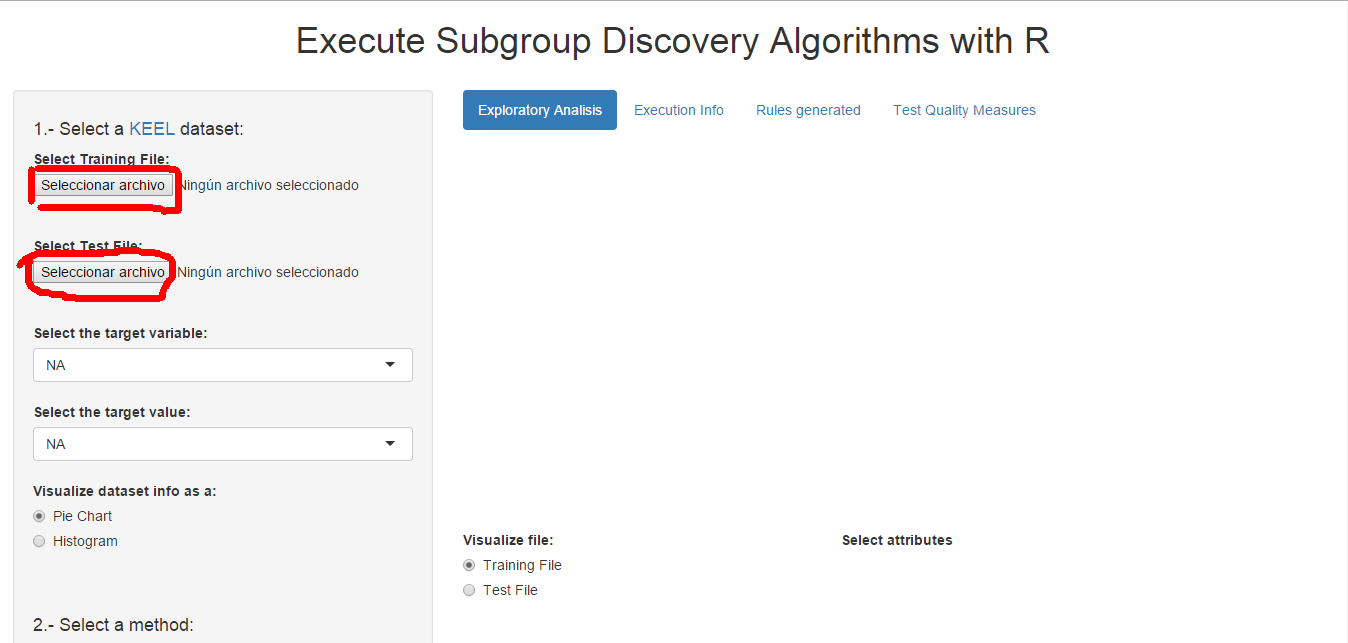 Execute Subgroup Discovery Algorithms with R
1.- Select a KEEL dataset:
Select Training File:
Seleccionar archivo Ningún archivo seleccionado
Select Test File:
Seleccionar archivo Ningún archivo seleccionado
Select the target variable:
NA
Select the target value:
NA
Visualize dataset info as a:
Pie Chart
Histogram
2.- Select a method:
Exploratory Analisis Execution Info Rules generated Test Quality Measures
Visualize file:
Training File
Test File
Select attributes